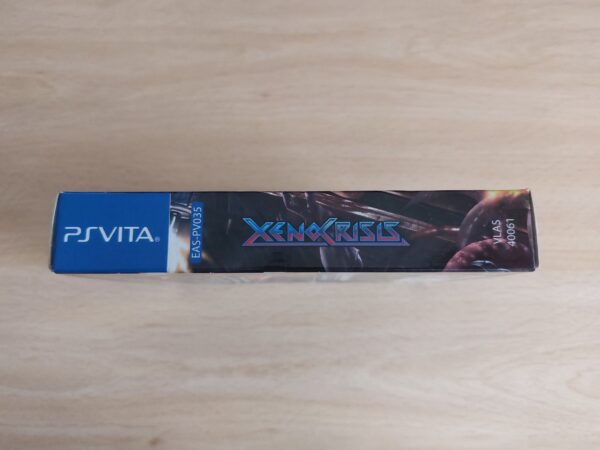 PSVITA®
EAS-PV035
XENOCRISIS
VLAS
40061